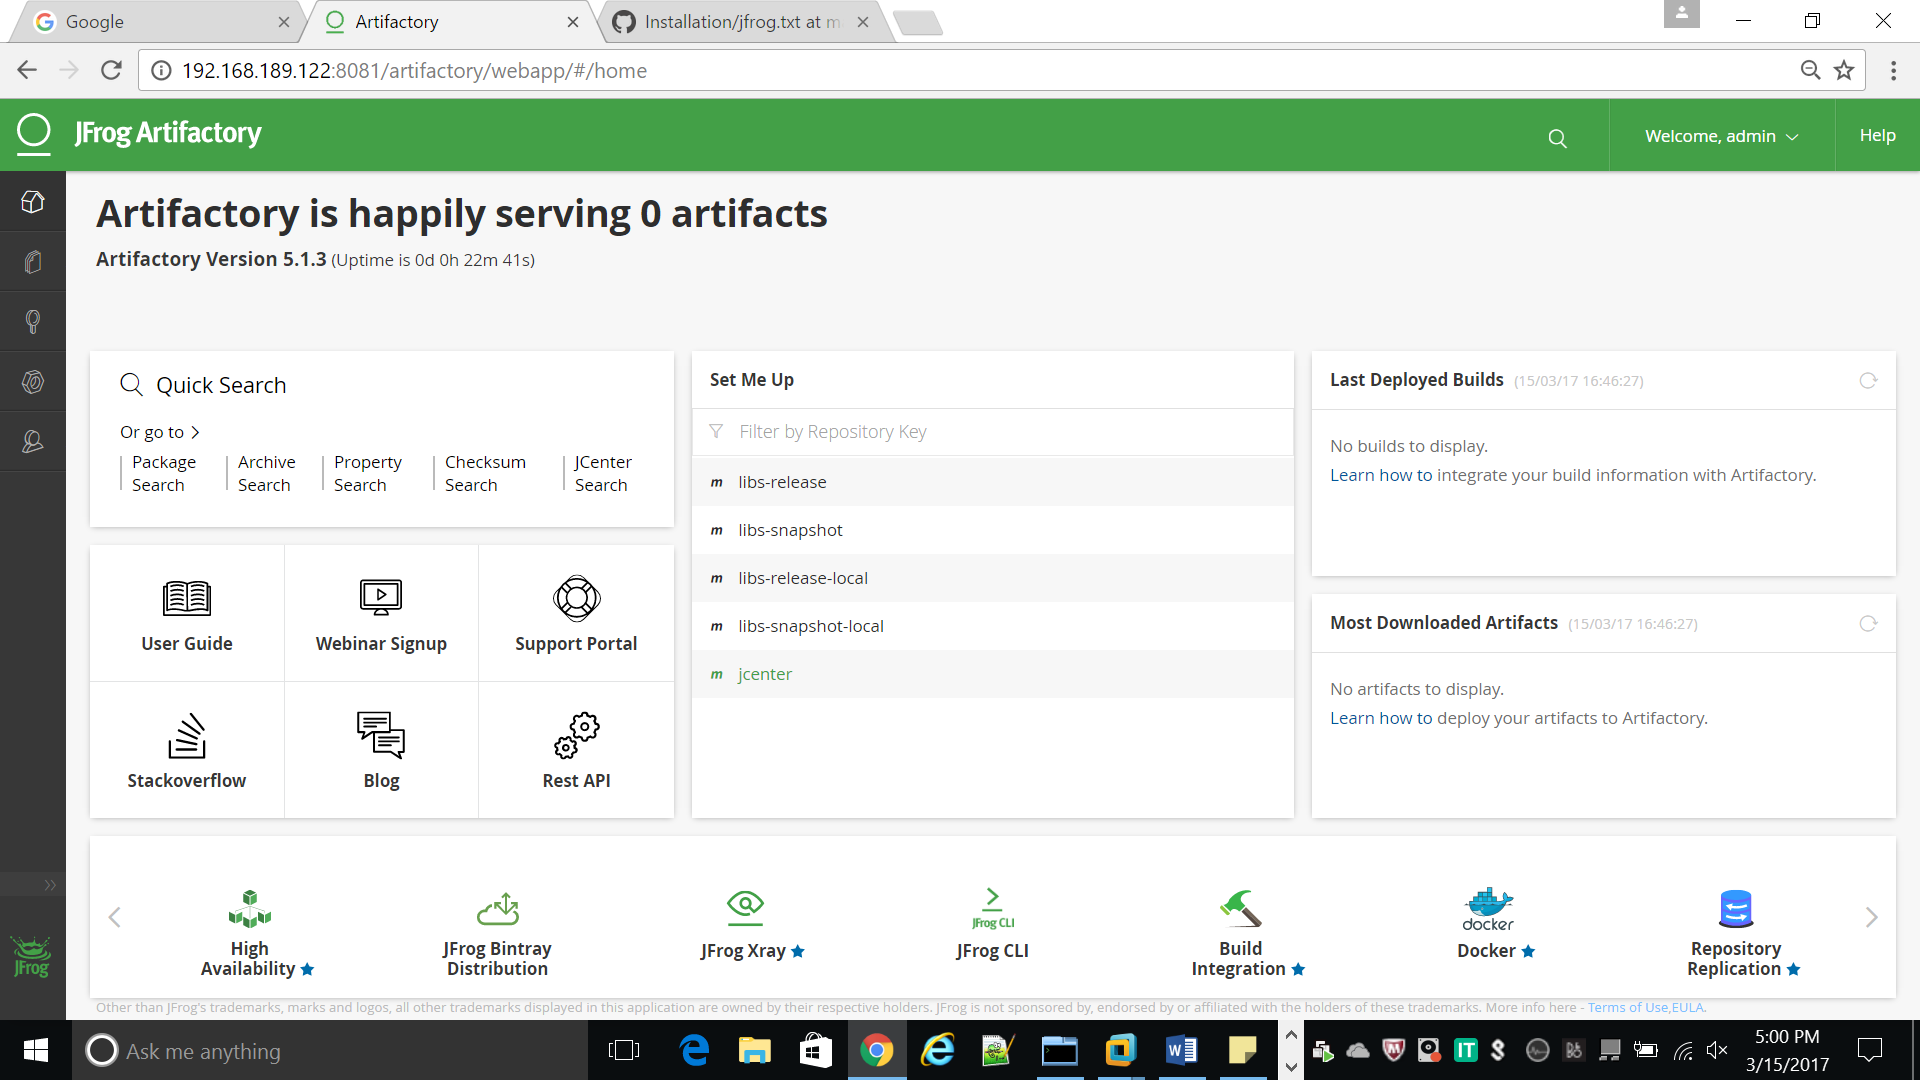 Google
Artifactory
Installation/jfrog.txt at m
192.168.189.122:8081/artifactory/webapp/#/home
JFrog Artifactory
Welcome, admin
Help
Artifactory is happily serving 0 artifacts
Artifactory Version 5.1.3 (Uptime is 0d 0h 22m 41s)
Quick Search
Or go to
Package Search
Archive Search
Property Search
Checksum Search
JCenter Search
User Guide
Webinar Signup
Support Portal
Stackoverflow
Blog
Rest API
Set Me Up
Filter by Repository Key
m libs-release
m libs-snapshot
m libs-release-local
m libs-snapshot-local
m jcenter
Last Deployed Builds (15/03/17 16:46:27)
No builds to display.
Learn how to integrate your build information with Artifactory.
Most Downloaded Artifacts (15/03/17 16:46:27)
No artifacts to display.
Learn how to deploy your artifacts to Artifactory.
High
Availability
JFrog Bintray
Distribution
JFrog Xray
JFrog CLI
JFrog CLI
Build
Integration
docker
Docker
Repository
Replication
JFrog
Other than JFrog's trademarks, marks and logos, all other trademarks displayed in this application are owned by their respective holders. JFrog is not sponsored by, endorsed by or affiliated with the holders of these trademarks. More info here - Terms of Use,EULA.
Ask me anything
IT
5:00 PM
3/15/2017